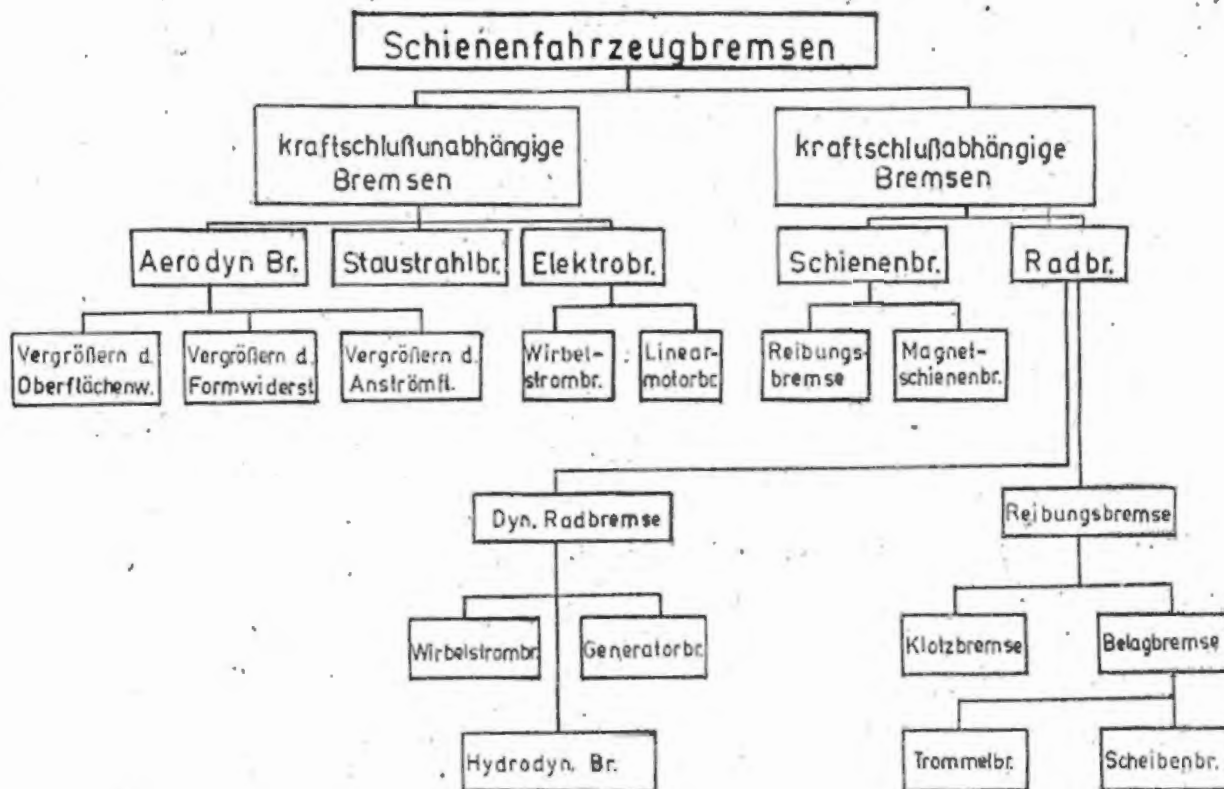 Schienenfahrzeugbremsen
kraftschlußunabhängige
Bremsen
kraftschlußabhängige
Bremsen
Aerodyn Br.
Staustrahlbr.
Elektrobr.
Schienenbr.
Radbr.
Vergrößern d.
Oberflächenw.
Vergrößern d.
Formwiderst.
Vergrößern d.
Anströmfl.
Wirbel-
strombr.
Linear-
motorbr.
Reibungs-
bremse
Magnet-
schienenbr.
Dyn. Radbremse
Reibungsbremse
Wirbelstrombr.
Generatorbr.
Klotzbremse
Belagbremse
Hydrodyn. Br.
Trommelbr.
Scheibenbr.